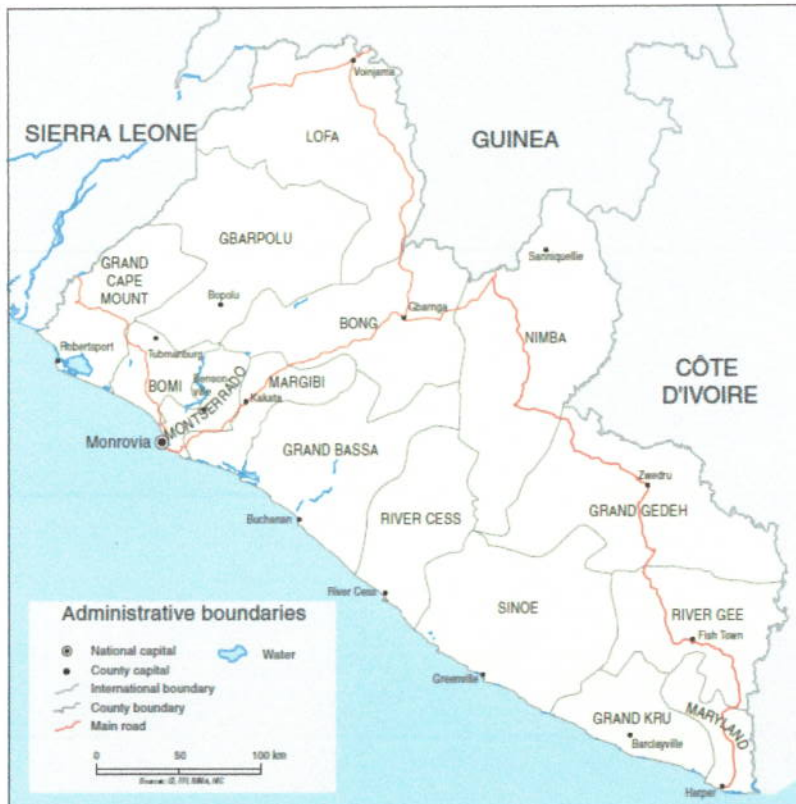 Voinjama
SIERRA LEONE
LOFA
GUINEA
GBARPOLU
Sanniquellie
GRAND
CAPE
MOUNT
Bopolu
Gbarnga
BONG
NIMBA
Robertsport
Tubmanburg
CÔTE
D'IVOIRE
BOMI
MARGIBI
MONTSERRADO
Kakata
Monrovia
GRAND BASSA
Zwedru
GRAND GEDEH
Buchanan
RIVER CESS
River Cess
SINOE
RIVER GEE
Fish Town
Greenville
GRAND KRU
MARYLAND
Barclayville
Harper
Administrative boundaries
National capital
Water
County capital
International boundary
County boundary
Main road
0 50 100 km